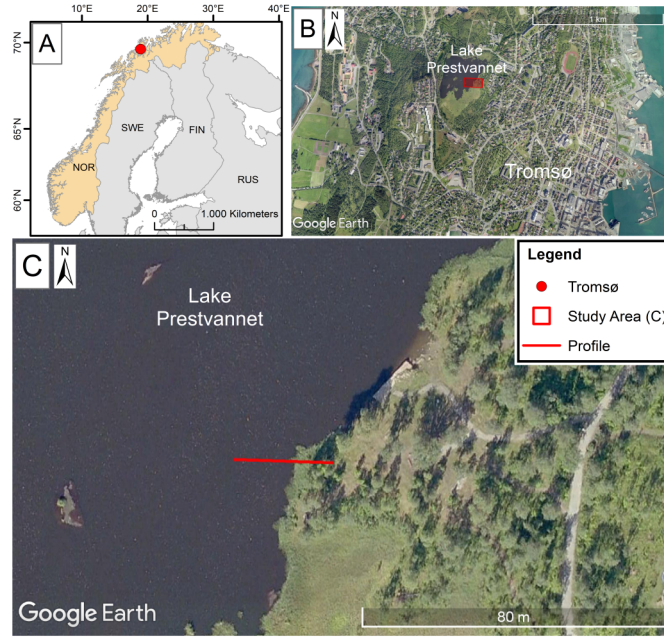 A
10°E
20°E
30°E
40°E
70°N
65°N
60°N
SWE
FIN
NOR
RUS
0
1.000 Kilometers
B
N
1 km
Lake
Prestvannet
Tromsø
Google Earth
C
N
Lake
Prestvannet
Legend
Tromsø
Study Area (C)
Profile
Google Earth
80 m